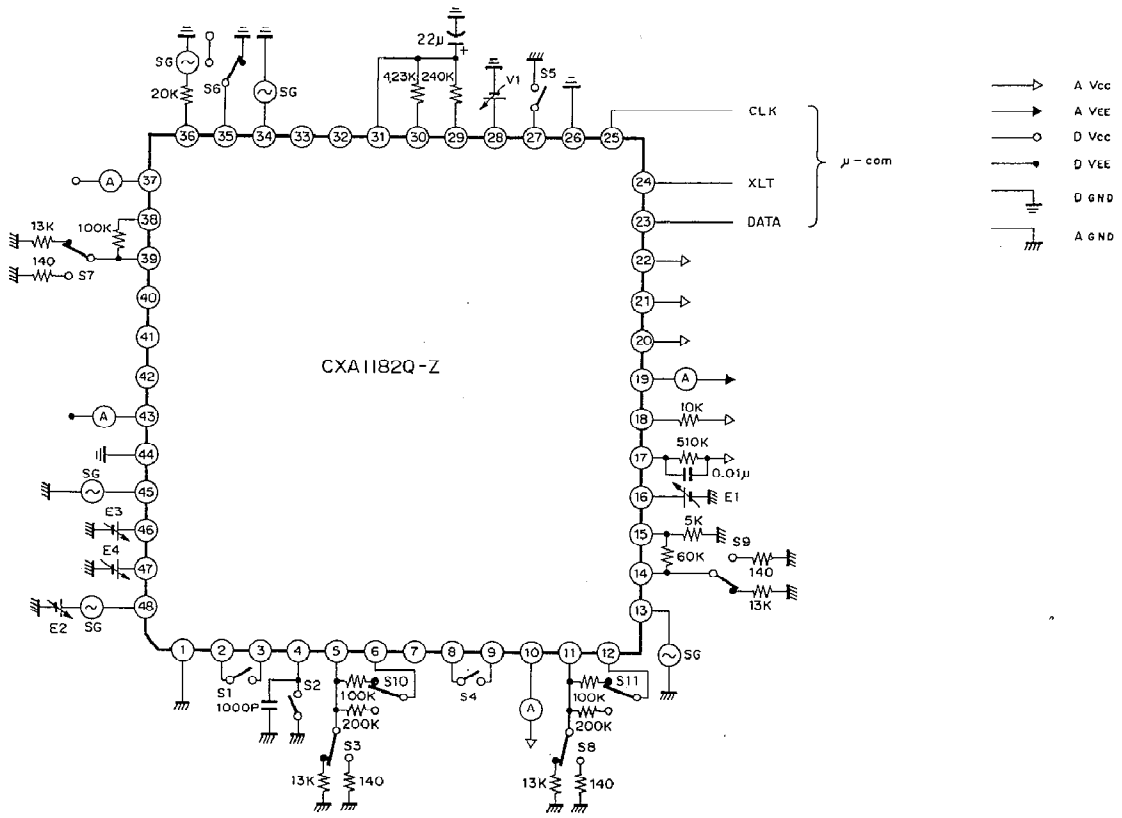 22μ
+
SG
S6
20K
SG
423K
240K
V1
S5
CLK
XLT
DATA
μ-com
A Vcc
A VEE
D Vcc
D VEE
D GND
A GND
36
35
34
33
32
31
30
29
28
27
26
25
37
A
38
100K
13K
39
140
S7
40
41
42
43
A
44
SG
45
E3
46
E4
47
48
E2
SG
CXA1182Q-Z
24
23
22
21
20
19
A
18
10K
17
510K
0.01μ
16
E1
15
5K
60K
14
S9
140
13K
13
SG
1
2
3
4
5
6
7
8
9
10
11
12
S1
1000P
S2
100K
S10
200K
S3
13K
140
S4
A
100K
S11
200K
S8
13K
140